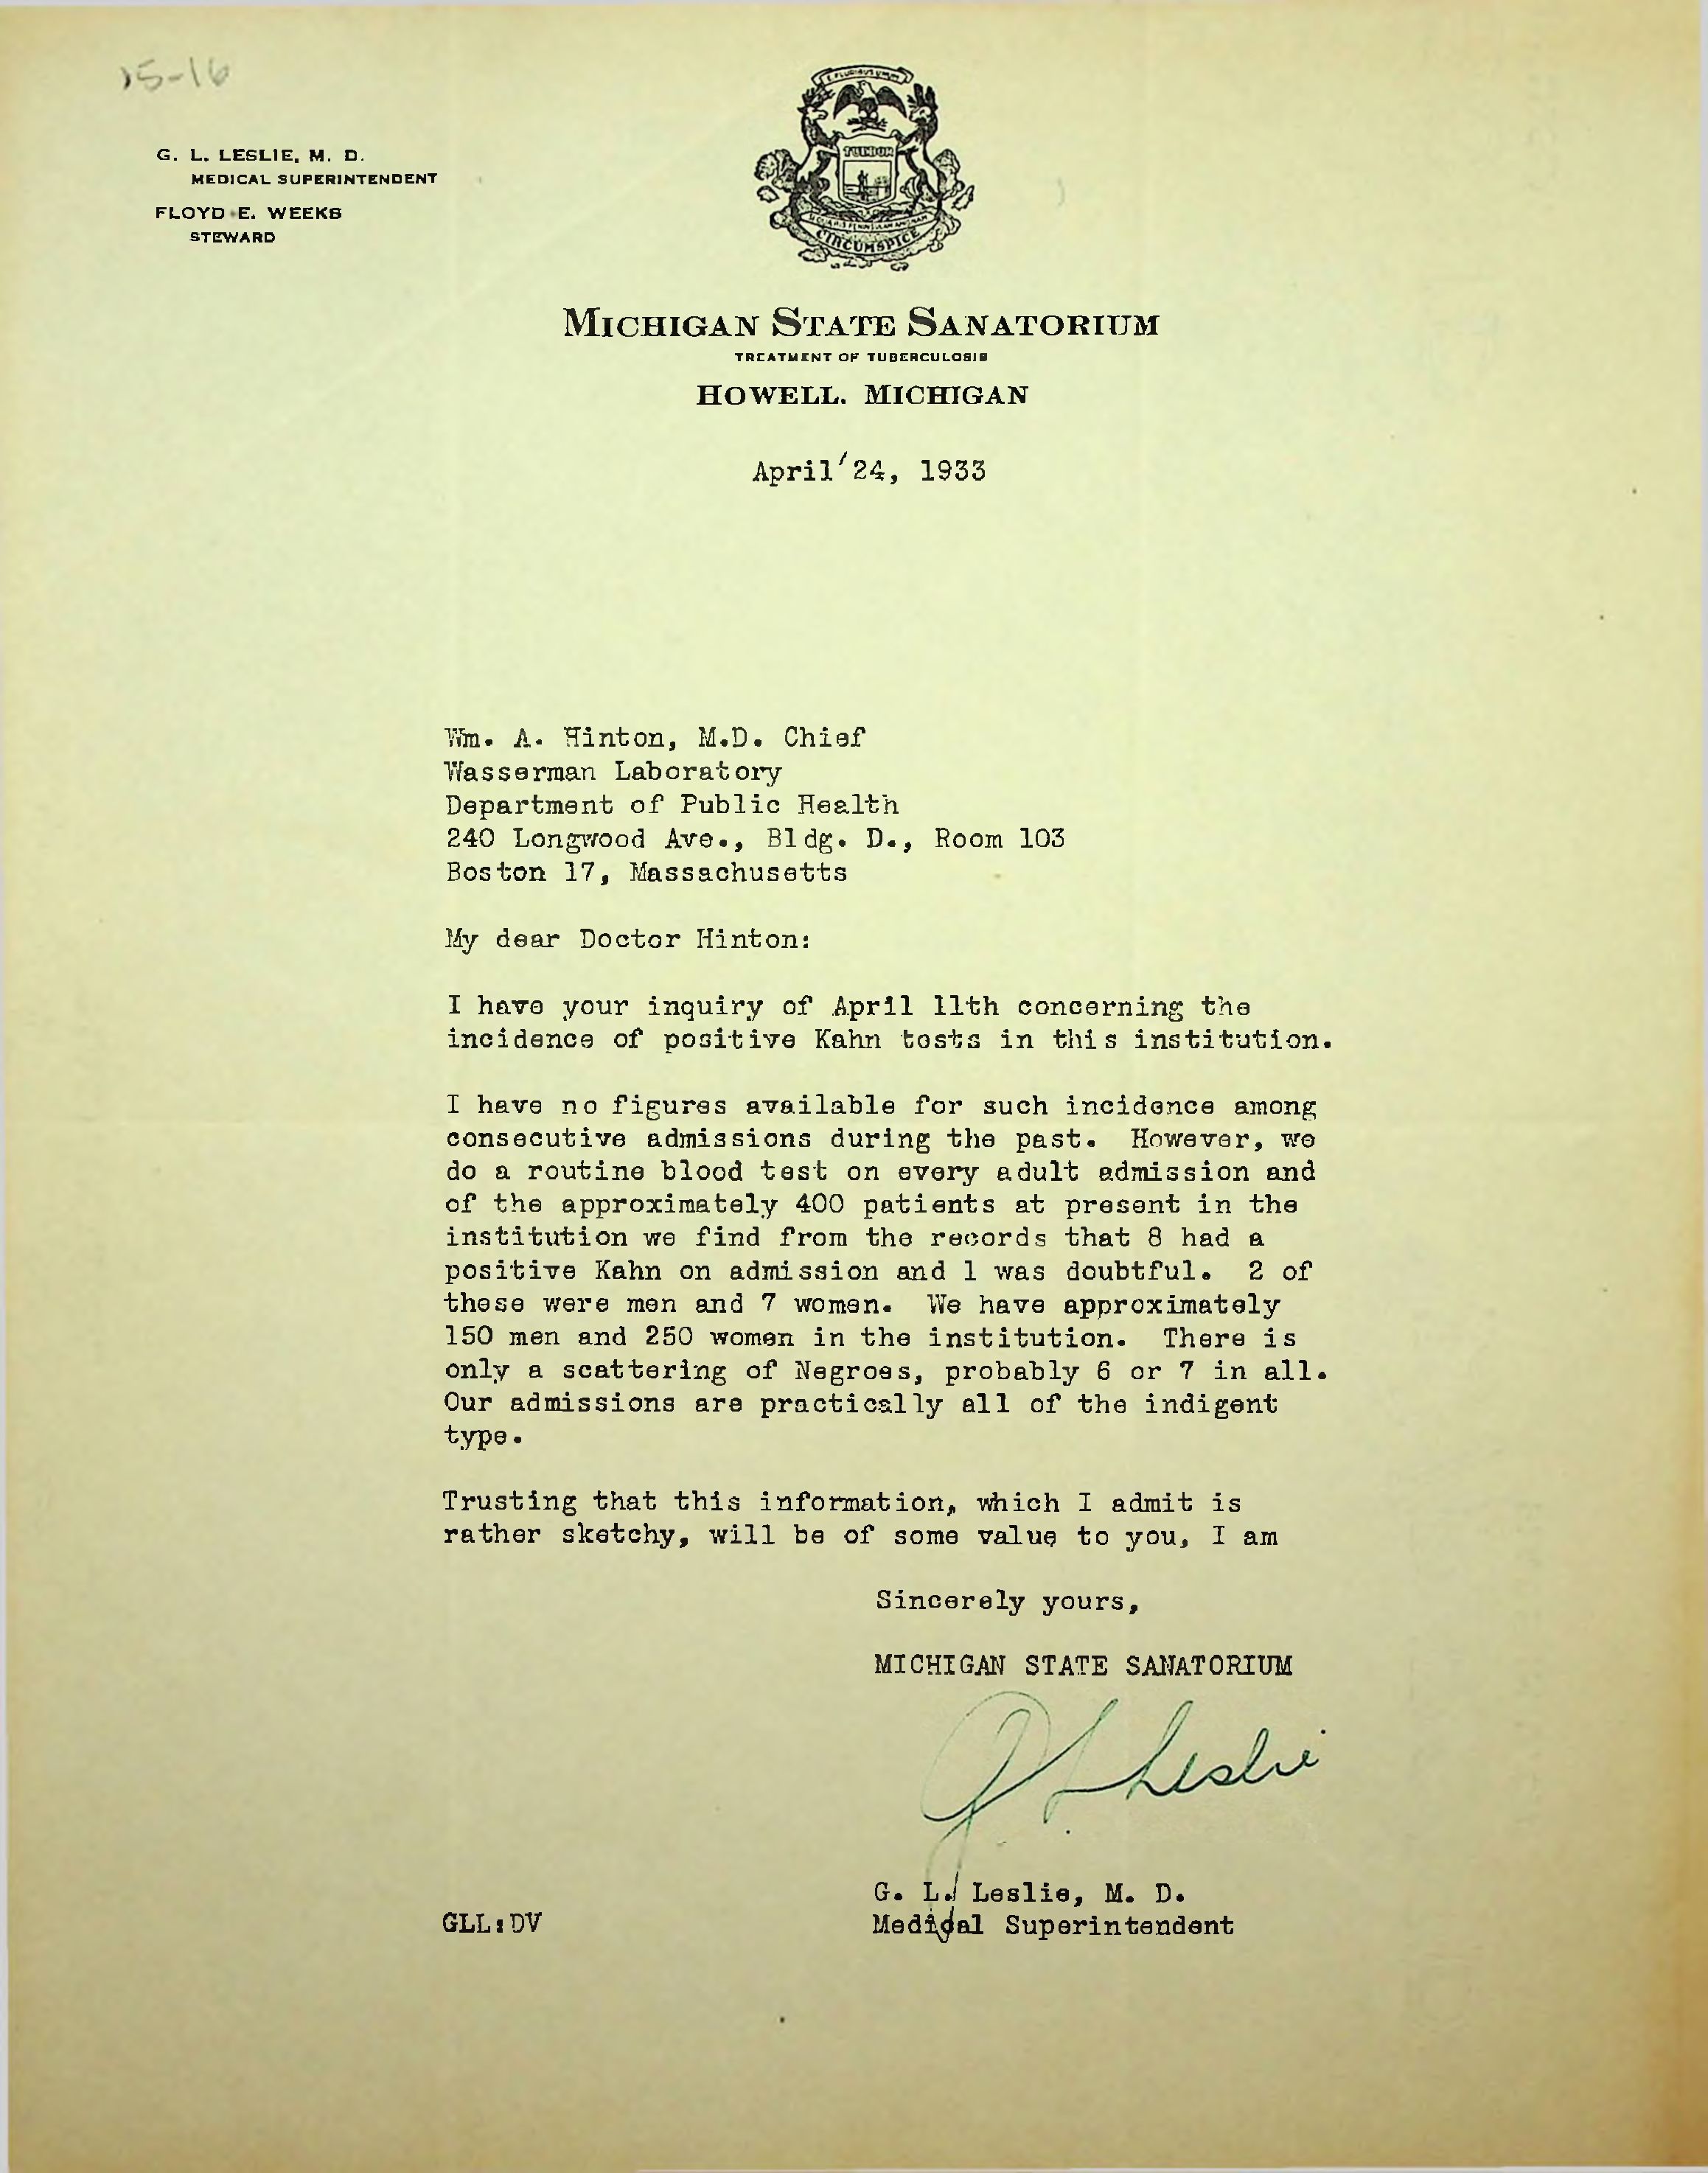 15-16
G. L. LESLIE, M. D.
MEDICAL SUPERINTENDENT
FLOYD E. WEEKS
STEWARD
E PLURIBUS UNUM
TUEBOR
CIRCUMSPICE
MICHIGAN STATE SANATORIUM
TREATMENT OF TUBERCULOSIS
HOWELL, MICHIGAN
April 24, 1933
Wm. A. Hinton, M.D. Chief
Wasserman Laboratory
Department of Public Health
240 Longwood Ave., Bldg. D., Room 103
Boston 17, Massachusetts
My dear Doctor Hinton:
I have your inquiry of April 11th concerning the
incidence of positive Kahn tests in this institution.
I have no figures available for such incidence among
consecutive admissions during the past. However, we
do a routine blood test on every adult admission and
of the approximately 400 patients at present in the
institution we find from the records that 8 had a
positive Kahn on admission and 1 was doubtful. 2 of
these were men and 7 women. We have approximately
150 men and 250 women in the institution. There is
only a scattering of Negroes, probably 6 or 7 in all.
Our admissions are practically all of the indigent
type.
Trusting that this information, which I admit is
rather sketchy, will be of some value to you, I am
Sincerely yours,
MICHIGAN STATE SANATORIUM
G L Leslie
G. L. Leslie, M. D.
GLL:DV
Medical Superintendent